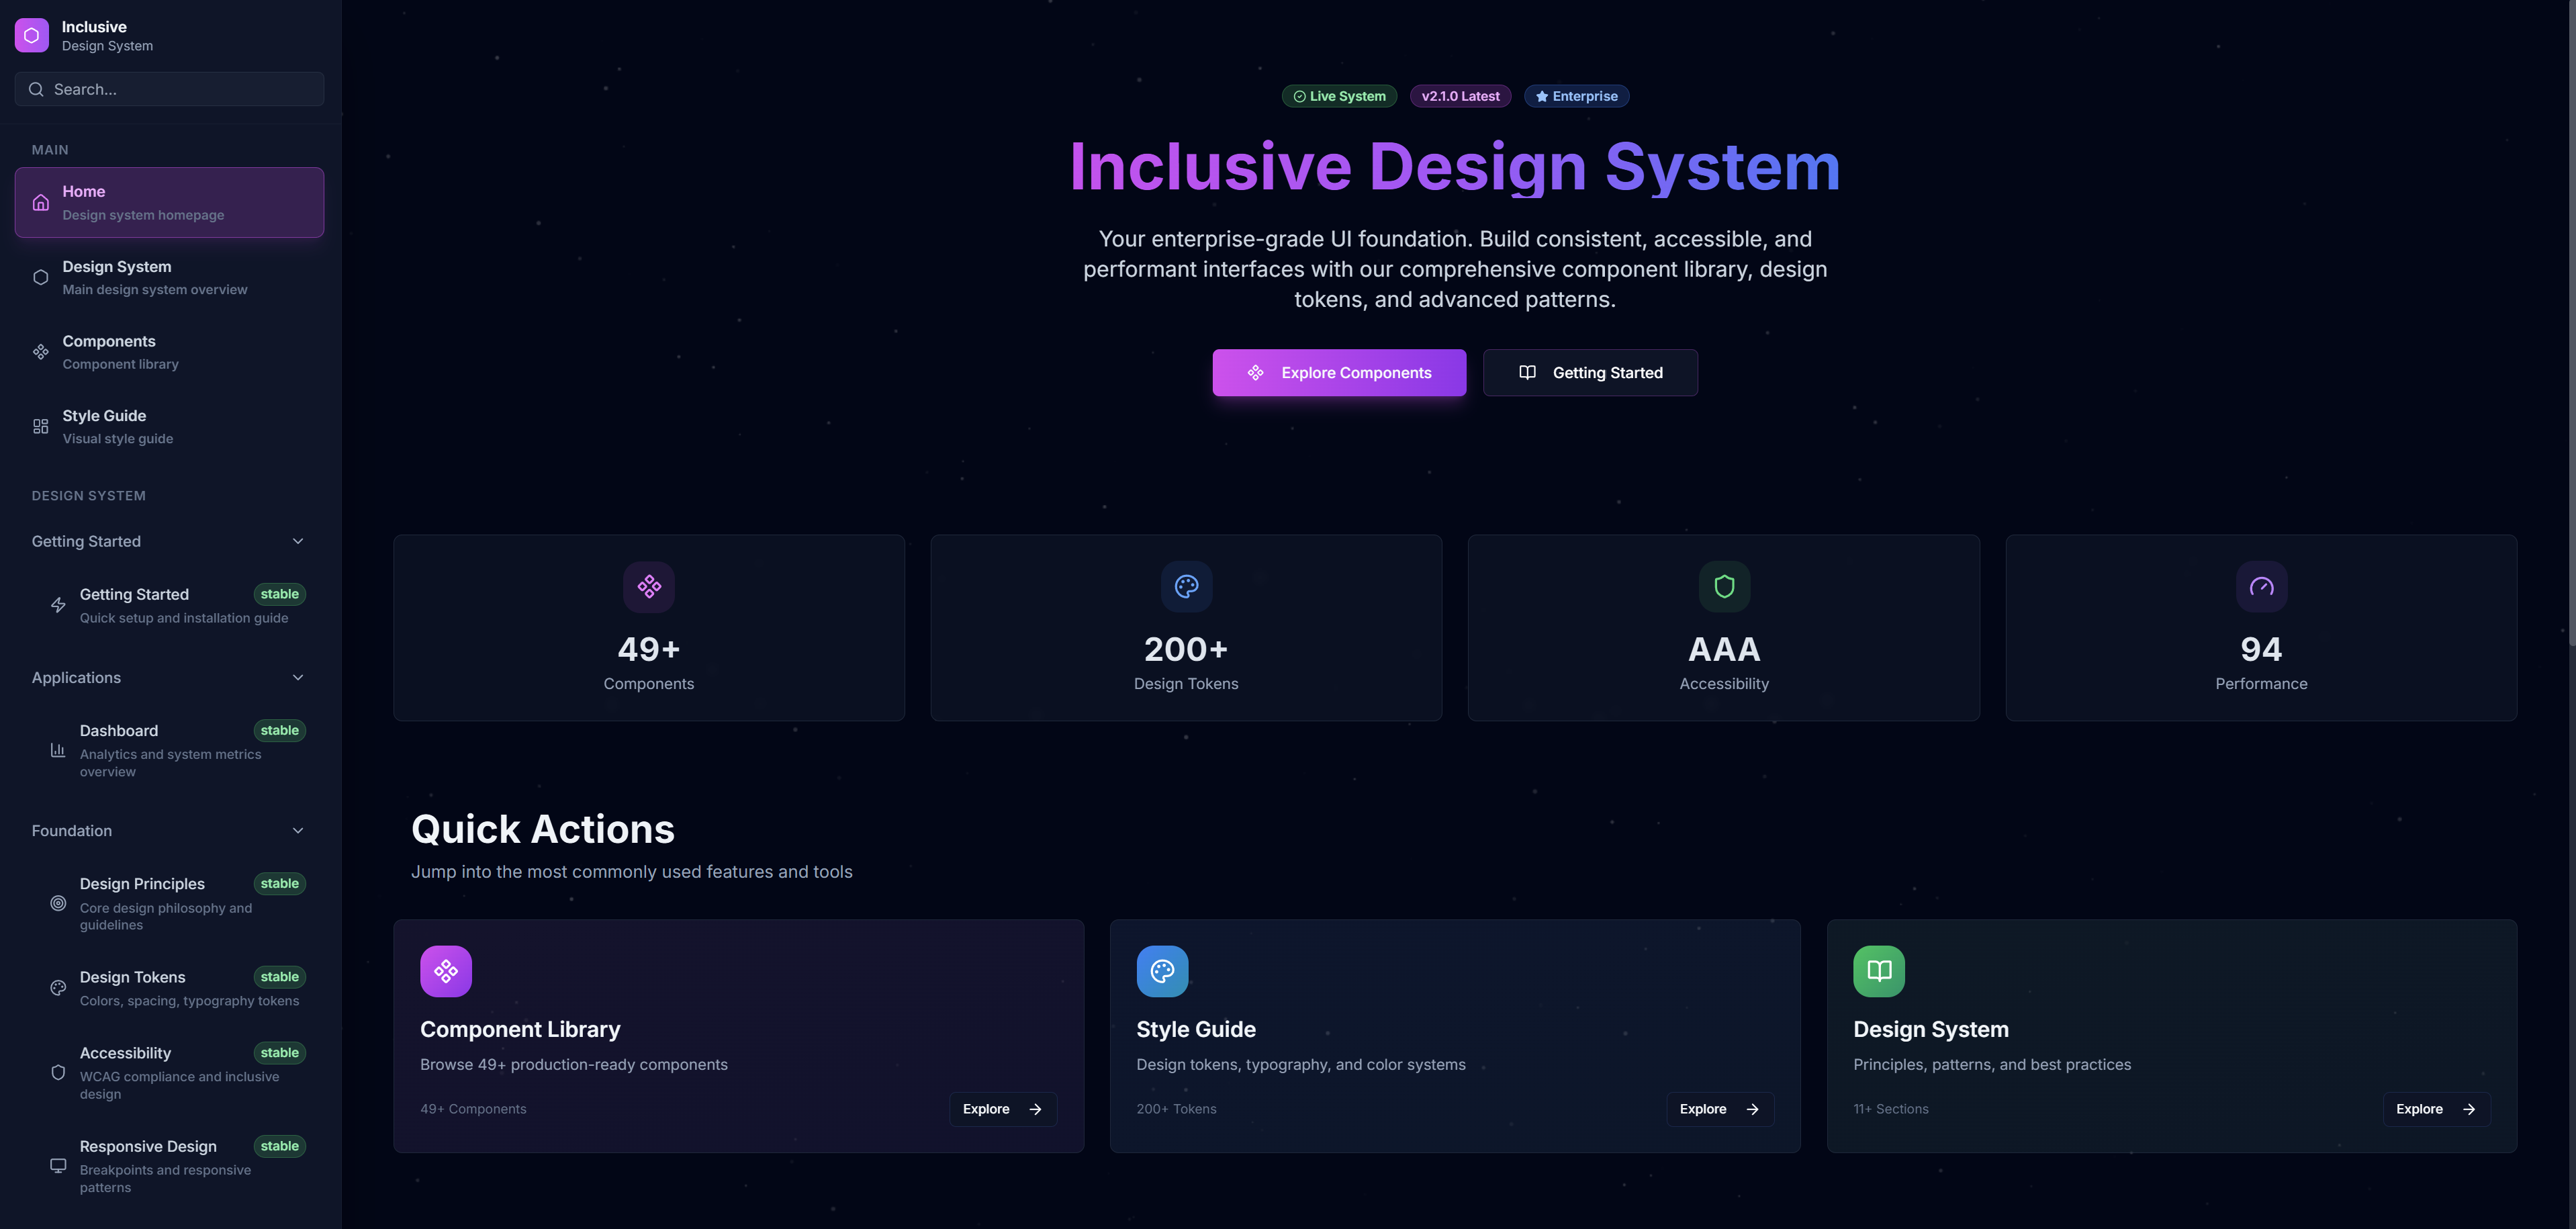 Inclusive
Design System
Search...
MAIN
Home
Design system homepage
Design System
Main design system overview
Components
Component library
Style Guide
Visual style guide
DESIGN SYSTEM
Getting Started
Getting Started stable
Quick setup and installation guide
Applications
Dashboard stable
Analytics and system metrics
overview
Foundation
Design Principles stable
Core design philosophy and
guidelines
Design Tokens stable
Colors, spacing, typography tokens
Accessibility stable
WCAG compliance and inclusive
design
Responsive Design stable
Breakpoints and responsive
patterns
Live System v2.1.0 Latest Enterprise
Inclusive Design System
Your enterprise-grade UI foundation. Build consistent, accessible, and
performant interfaces with our comprehensive component library, design
tokens, and advanced patterns.
Explore Components Getting Started
49+
Components
200+
Design Tokens
AAA
Accessibility
94
Performance
Quick Actions
Jump into the most commonly used features and tools
Component Library
Browse 49+ production-ready components
49+ Components Explore
Style Guide
Design tokens, typography, and color systems
200+ Tokens Explore
Design System
Principles, patterns, and best practices
11+ Sections Explore